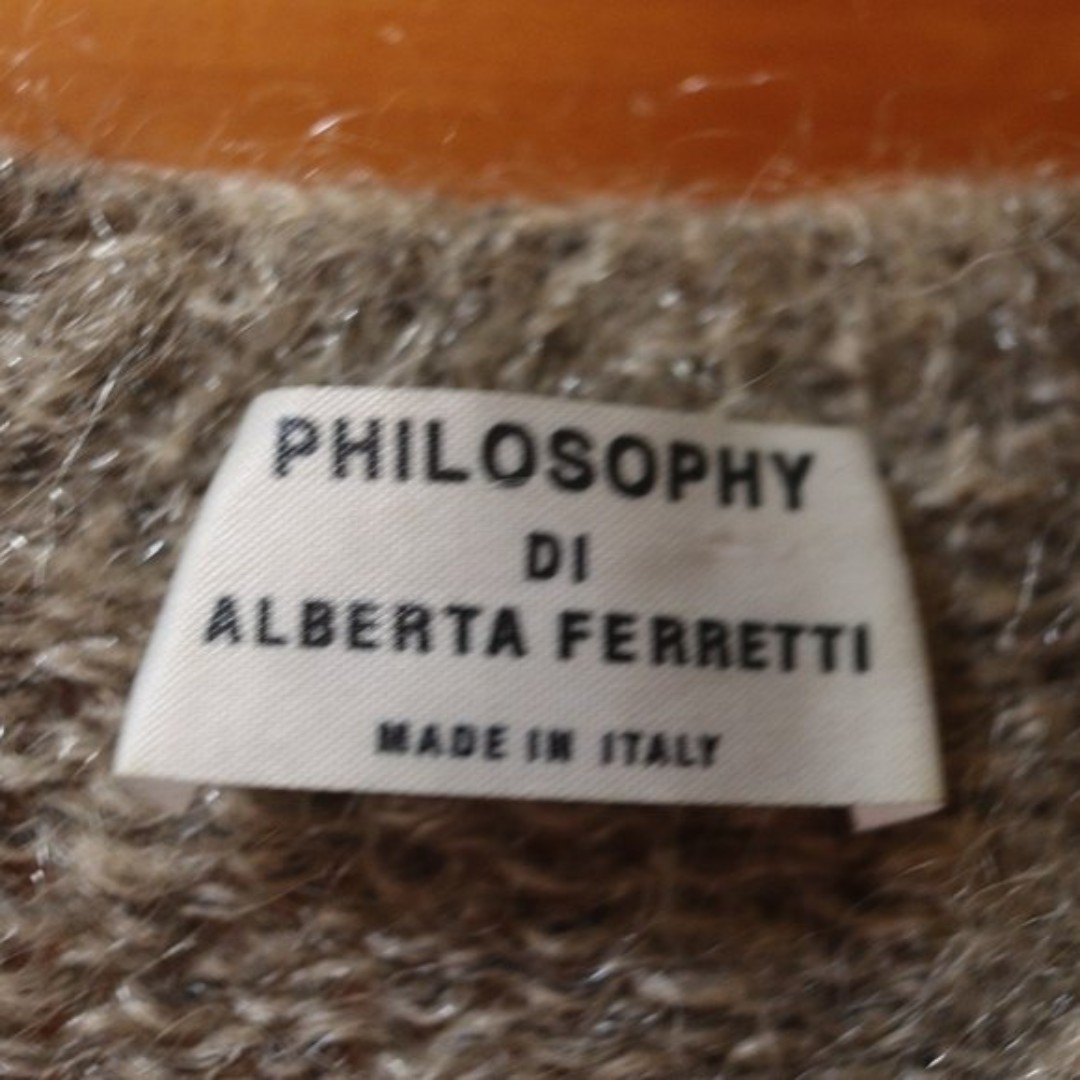 PHILOSOPHY
DI
ALBERTA FERRETTI
MADE IN ITALY